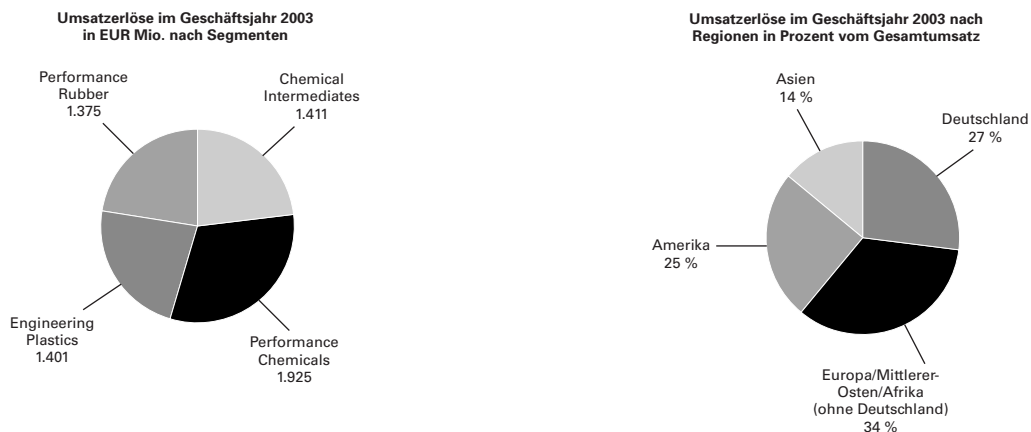 Umsatzerlöse im Geschäftsjahr 2003
in EUR Mio. nach Segmenten
Performance
Rubber
1.375
Chemical
Intermediates
1.411
Engineering
Plastics
1.401
Performance
Chemicals
1.925
Umsatzerlöse im Geschäftsjahr 2003 nach
Regionen in Prozent vom Gesamtumsatz
Asien
14 %
Deutschland
27 %
Amerika
25 %
Europa/Mittlerer-
Osten/Afrika
(ohne Deutschland)
34 %